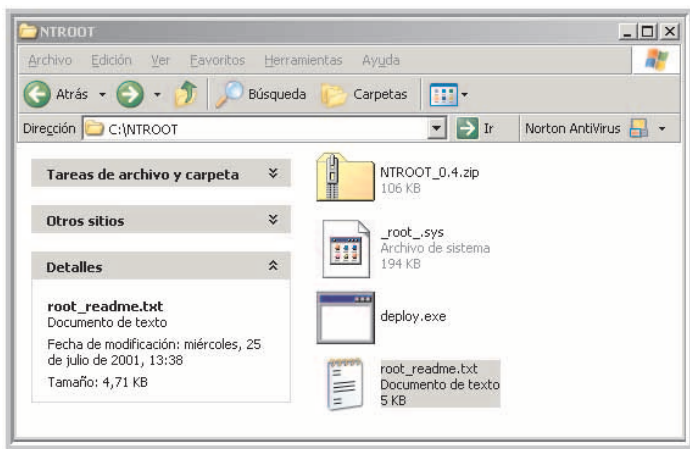 NTROOT
Archivo Edición Ver Favoritos Herramientas Ayuda
Atrás Búsqueda Carpetas
Dirección C:\NTROOT Ir Norton AntiVirus
Tareas de archivo y carpeta
Otros sitios
Detalles
root_readme.txt
Documento de texto
Fecha de modificación: miércoles, 25
de julio de 2001, 13:38
Tamaño: 4,71 KB
NTROOT_0.4.zip
106 KB
_root_.sys
Archivo de sistema
194 KB
deploy.exe
root_readme.txt
Documento de texto
5 KB